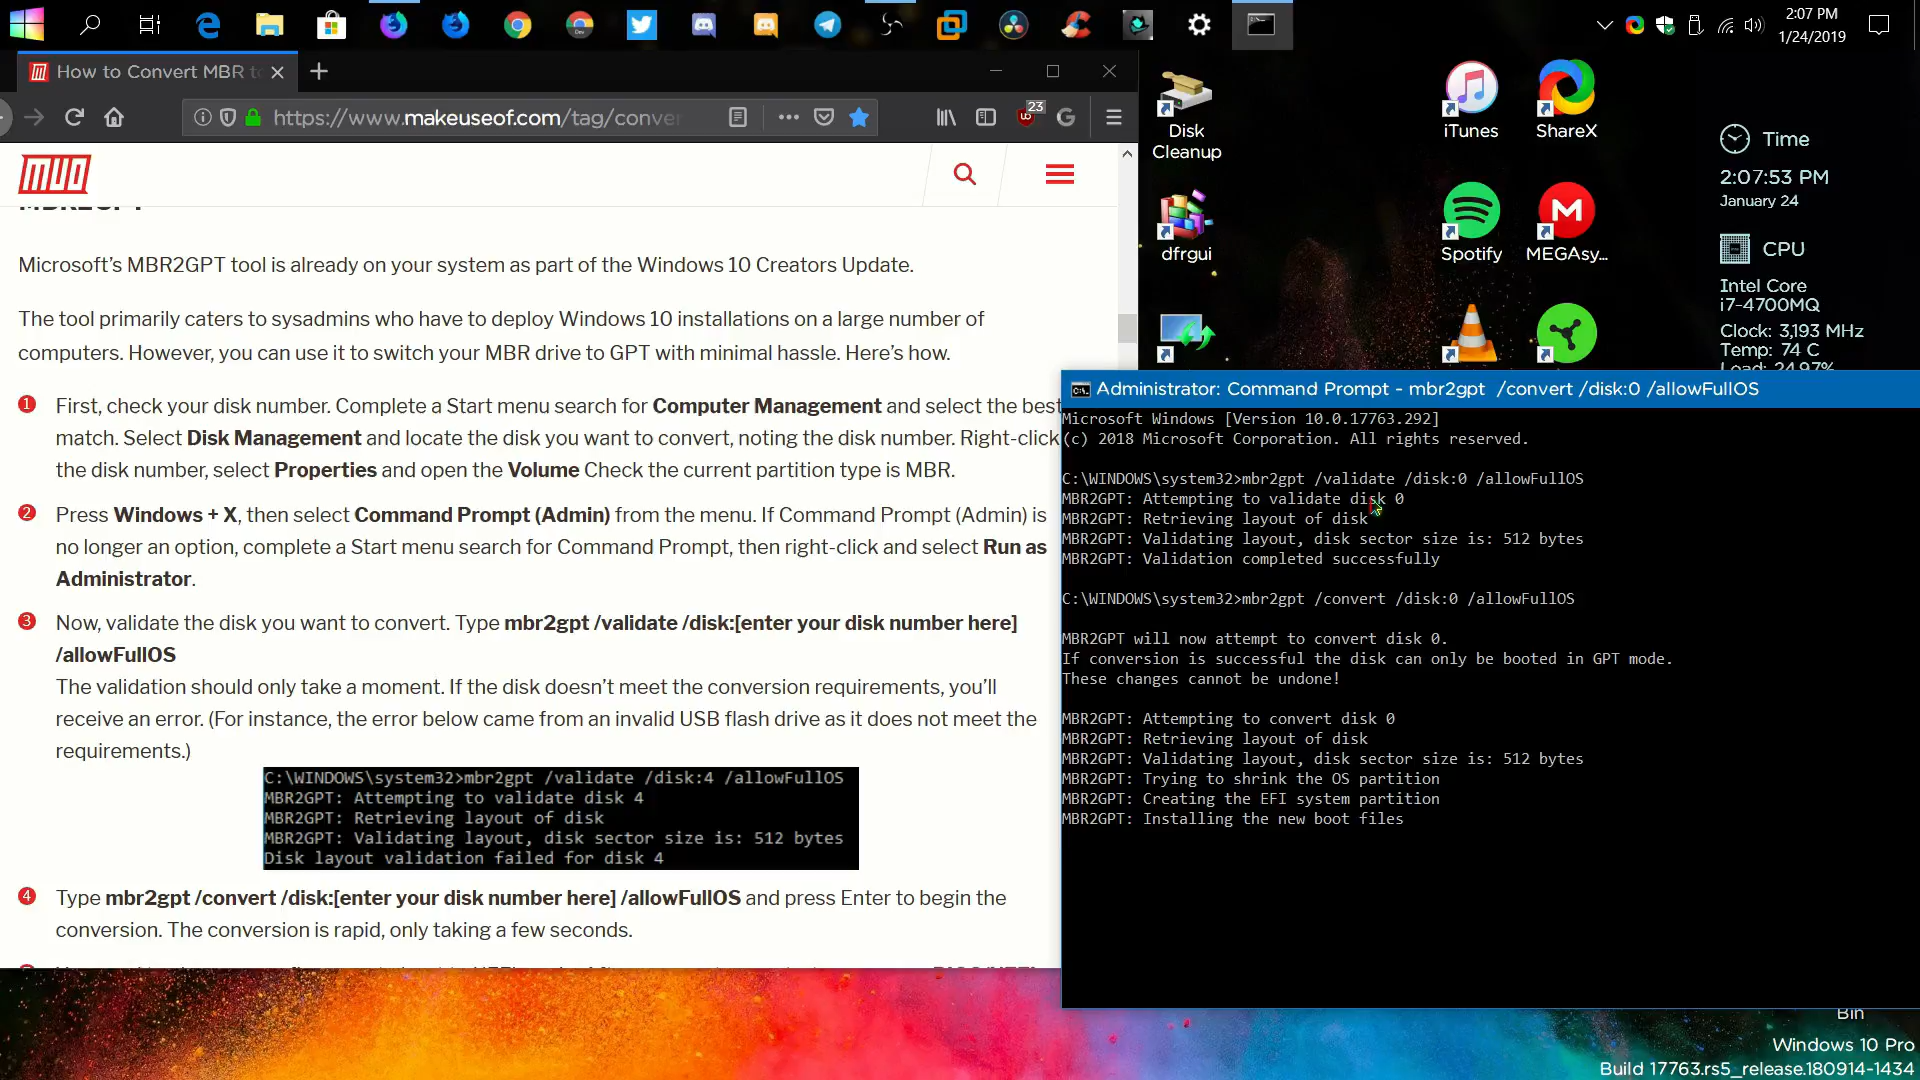 2:07 PM
1/24/2019
How to Convert MBR to
https://www.makeuseof.com/tag/conver
23
MUO
MBR2GPT
Microsoft's MBR2GPT tool is already on your system as part of the Windows 10 Creators Update.
The tool primarily caters to sysadmins who have to deploy Windows 10 installations on a large number of
computers. However, you can use it to switch your MBR drive to GPT with minimal hassle. Here's how.
1 First, check your disk number. Complete a Start menu search for Computer Management and select the best
match. Select Disk Management and locate the disk you want to convert, noting the disk number. Right-click
the disk number, select Properties and open the Volume Check the current partition type is MBR.
2 Press Windows + X, then select Command Prompt (Admin) from the menu. If Command Prompt (Admin) is
no longer an option, complete a Start menu search for Command Prompt, then right-click and select Run as
Administrator.
3 Now, validate the disk you want to convert. Type mbr2gpt /validate /disk:[enter your disk number here]
/allowFullOS
The validation should only take a moment. If the disk doesn't meet the conversion requirements, you'll
receive an error. (For instance, the error below came from an invalid USB flash drive as it does not meet the
requirements.)
C:\WINDOWS\system32>mbr2gpt /validate /disk:4 /allowFullOS
MBR2GPT: Attempting to validate disk 4
MBR2GPT: Retrieving layout of disk
MBR2GPT: Validating layout, disk sector size is: 512 bytes
Disk layout validation failed for disk 4
4 Type mbr2gpt /convert /disk:[enter your disk number here] /allowFullOS and press Enter to begin the
conversion. The conversion is rapid, only taking a few seconds.
Disk
Cleanup
iTunes
ShareX
dfrgui
Spotify
MEGAsy...
Time
2:07:53 PM
January 24
CPU
Intel Core
i7-4700MQ
Clock: 3,193 MHz
Temp: 74 C
Load: 24.97%
Administrator: Command Prompt - mbr2gpt /convert /disk:0 /allowFullOS
Microsoft Windows [Version 10.0.17763.292]
(c) 2018 Microsoft Corporation. All rights reserved.
C:\WINDOWS\system32>mbr2gpt /validate /disk:0 /allowFullOS
MBR2GPT: Attempting to validate disk 0
MBR2GPT: Retrieving layout of disk
MBR2GPT: Validating layout, disk sector size is: 512 bytes
MBR2GPT: Validation completed successfully
C:\WINDOWS\system32>mbr2gpt /convert /disk:0 /allowFullOS
MBR2GPT will now attempt to convert disk 0.
If conversion is successful the disk can only be booted in GPT mode.
These changes cannot be undone!
MBR2GPT: Attempting to convert disk 0
MBR2GPT: Retrieving layout of disk
MBR2GPT: Validating layout, disk sector size is: 512 bytes
MBR2GPT: Trying to shrink the OS partition
MBR2GPT: Creating the EFI system partition
MBR2GPT: Installing the new boot files
Bin
Windows 10 Pro
Build 17763.rs5_release.180914-1434